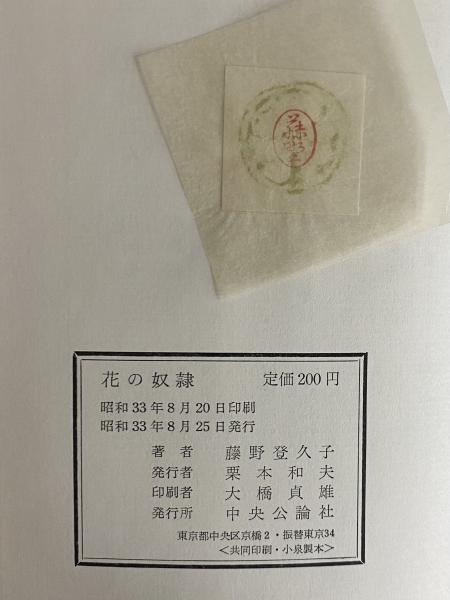 花の奴隷 定価200円
昭和33年8月20日印刷
昭和33年8月25日発行
著者 藤野登久子
発行者 栗本和夫
印刷者 大橋貞雄
発行所 中央公論社
東京都中央区京橋2・振替東京34
<共同印刷・小泉製本>